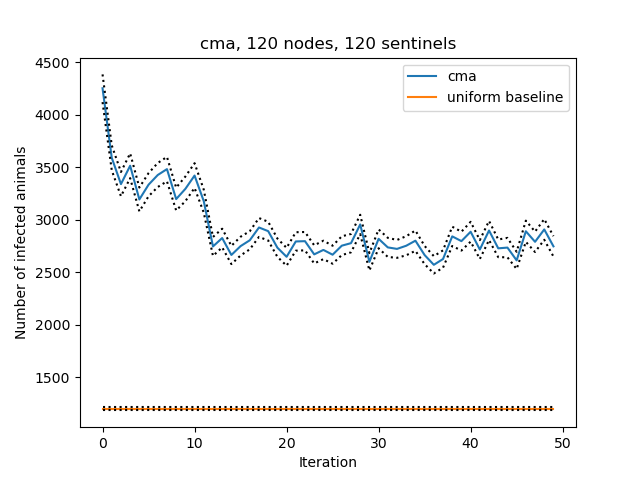 cma, 120 nodes, 120 sentinels
4500
4000
3500
3000
2500
2000
1500
Number of infected animals
cma
uniform baseline
0 10 20 30 40 50
Iteration